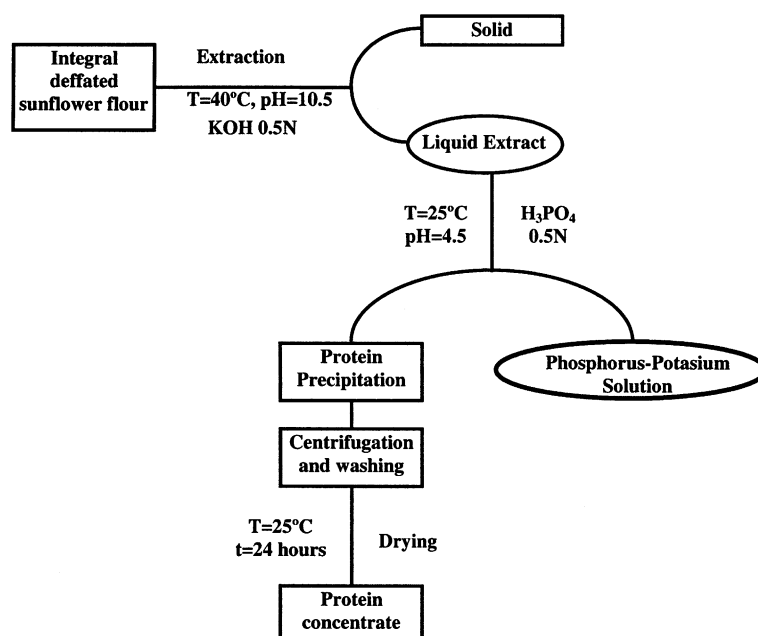 Solid
Integral
deffated
sunflower flour
Extraction
T=40ºC, pH=10.5
KOH 0.5N
Liquid Extract
T=25ºC
pH=4.5
H₃PO₄
0.5N
Protein
Precipitation
Phosphorus-Potasium
Solution
Centrifugation
and washing
T=25ºC
t=24 hours
Drying
Protein
concentrate